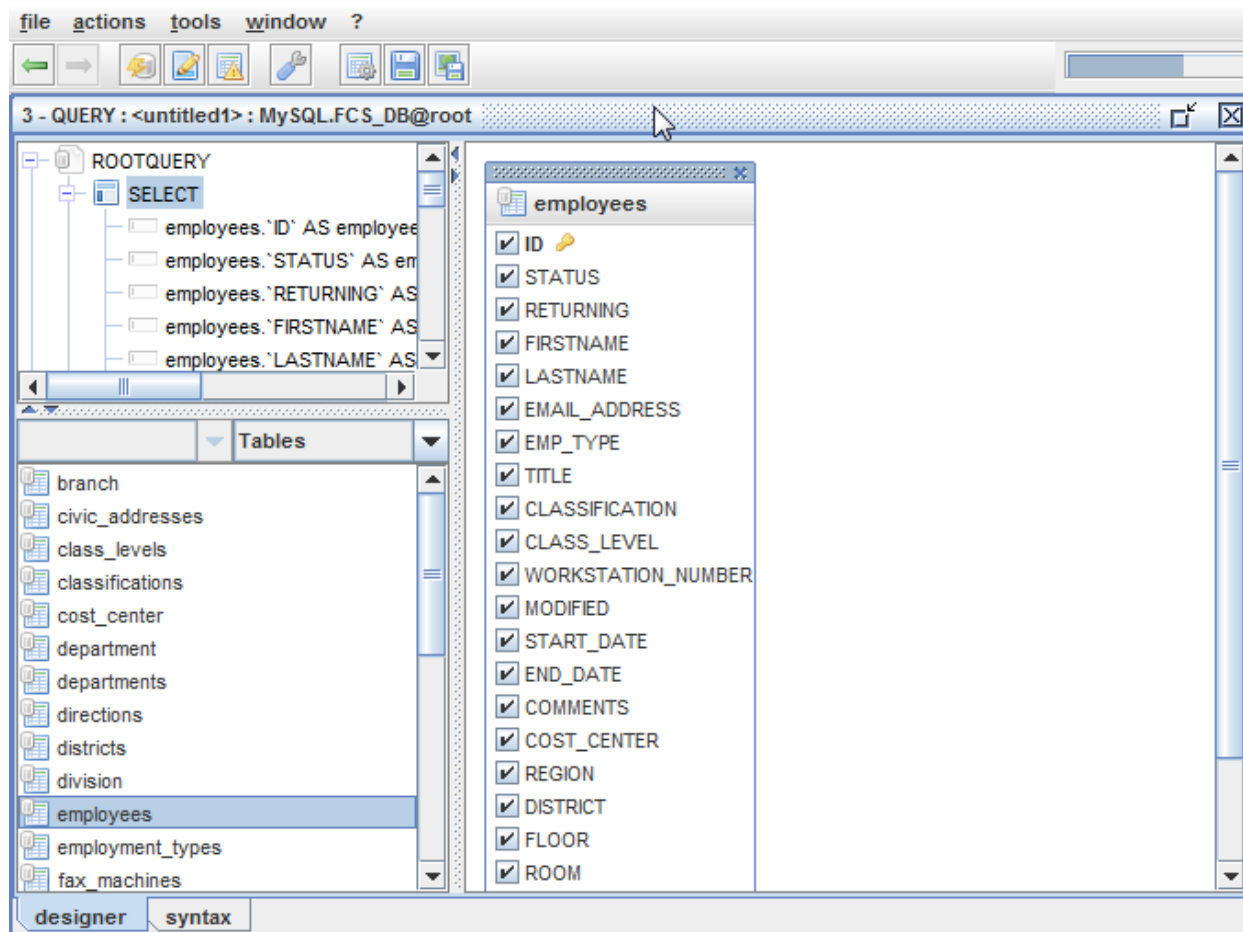 file actions tools window ?
3 - QUERY : <untitled1> : MySQL.FCS_DB@root
ROOTQUERY
SELECT
employees.`ID` AS employee
employees.`STATUS` AS em
employees.`RETURNING` AS
employees.`FIRSTNAME` AS
employees.`LASTNAME` AS
Tables
branch
civic_addresses
class_levels
classifications
cost_center
department
departments
directions
districts
division
employees
employment_types
fax_machines
employees
ID
STATUS
RETURNING
FIRSTNAME
LASTNAME
EMAIL_ADDRESS
EMP_TYPE
TITLE
CLASSIFICATION
CLASS_LEVEL
WORKSTATION_NUMBER
MODIFIED
START_DATE
END_DATE
COMMENTS
COST_CENTER
REGION
DISTRICT
FLOOR
ROOM
designer syntax